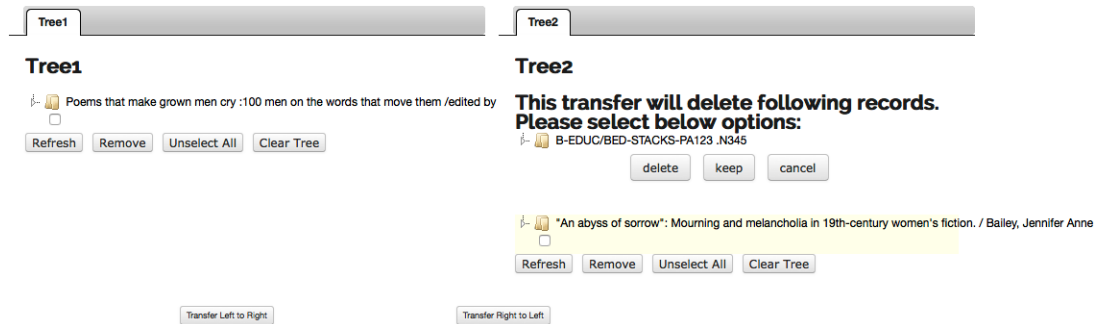 Tree1
Tree1
Poems that make grown men cry :100 men on the words that move them /edited by
Refresh Remove Unselect All Clear Tree
Tree2
Tree2
This transfer will delete following records.
Please select below options:
B-EDUC/BED-STACKS-PA123 .N345
delete keep cancel
"An abyss of sorrow": Mourning and melancholia in 19th-century women's fiction. / Bailey, Jennifer Anne
Refresh Remove Unselect All Clear Tree
Transfer Left to Right Transfer Right to Left